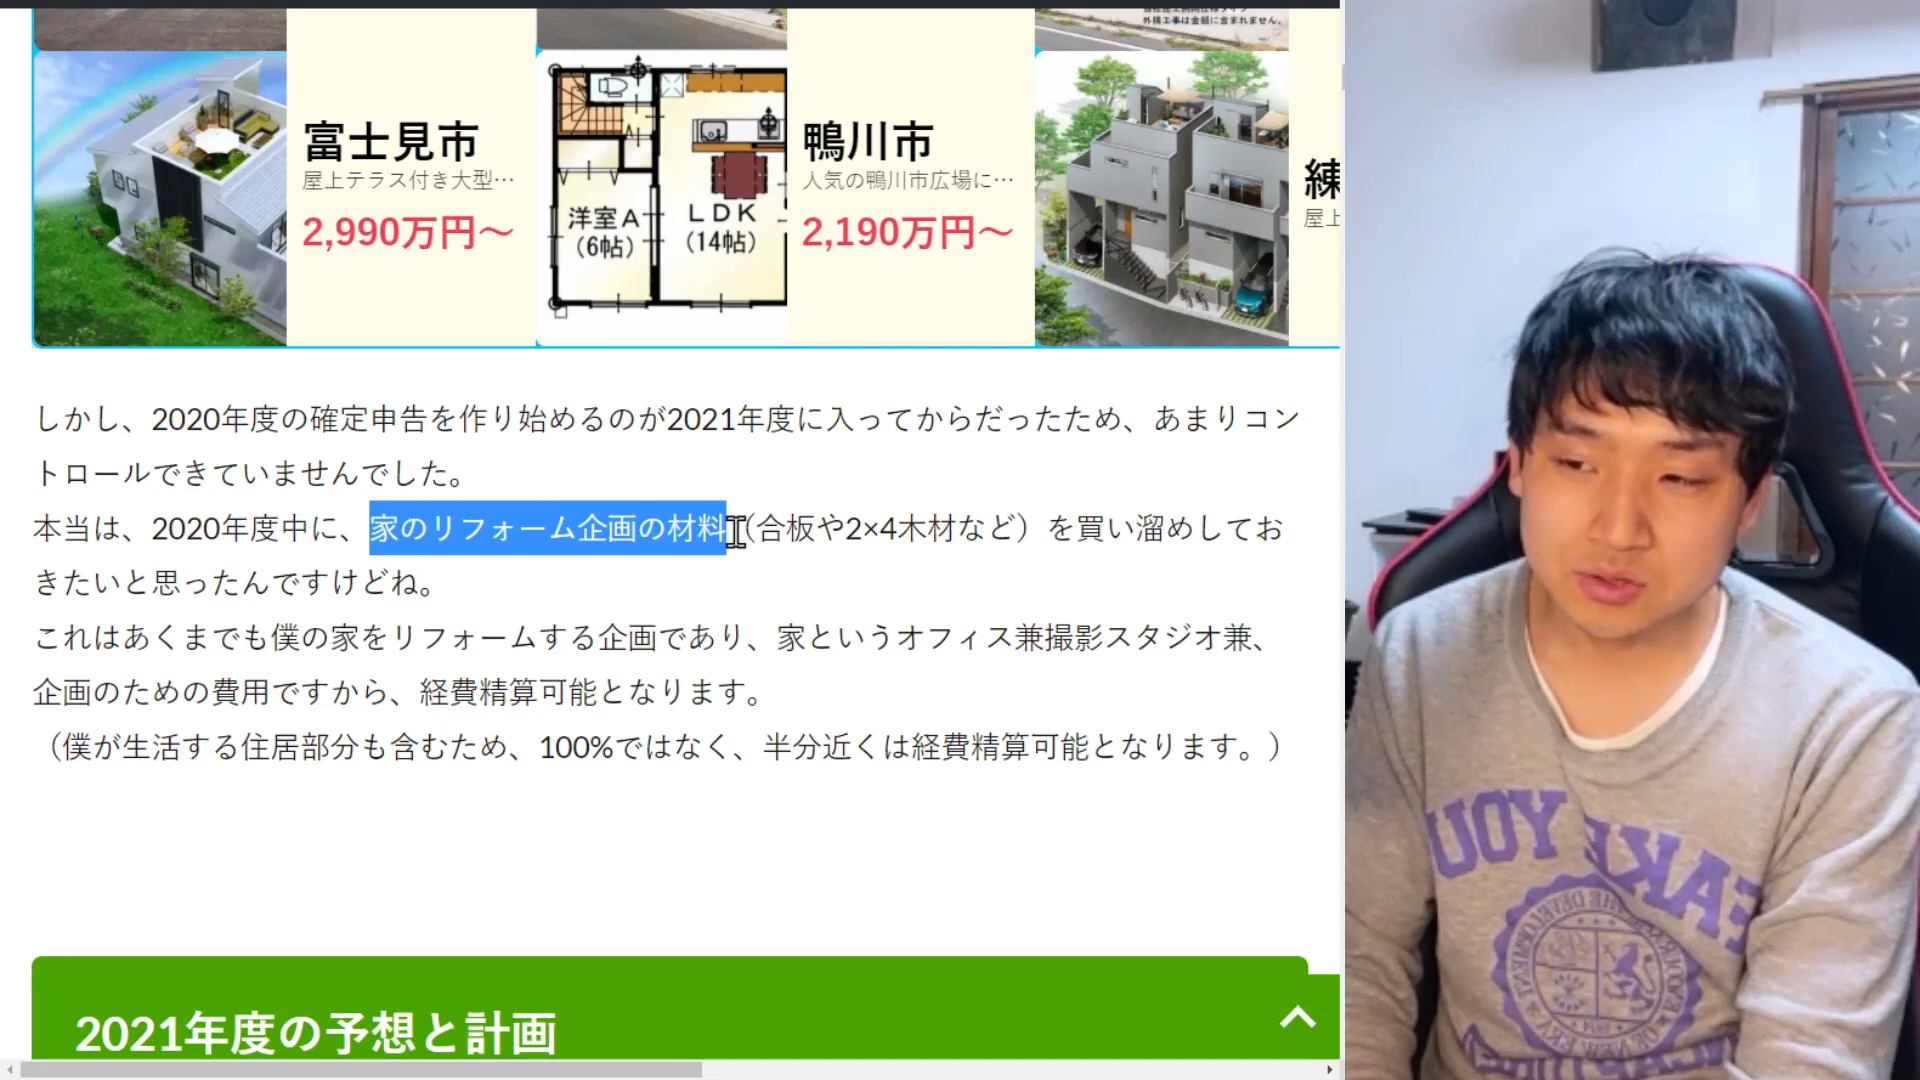 外構工事は金額に含まれません。
富士見市
屋上テラス付き大型…
2,990万円～
洋室A
(6帖)
LDK
(14帖)
鴨川市
人気の鴨川市広場に…
2,190万円～
練
屋上
しかし、2020年度の確定申告を作り始めるのが2021年度に入ってからだったため、あまりコン
トロールできていませんでした。
本当は、2020年度中に、家のリフォーム企画の材料（合板や2×4木材など）を買い溜めしてお
きたいと思ったんですけどね。
これはあくまでも僕の家をリフォームする企画であり、家というオフィス兼撮影スタジオ兼、
企画のための費用ですから、経費精算可能となります。
（僕が生活する住居部分も含むため、100%ではなく、半分近くは経費精算可能となります。）
2021年度の予想と計画
YOU